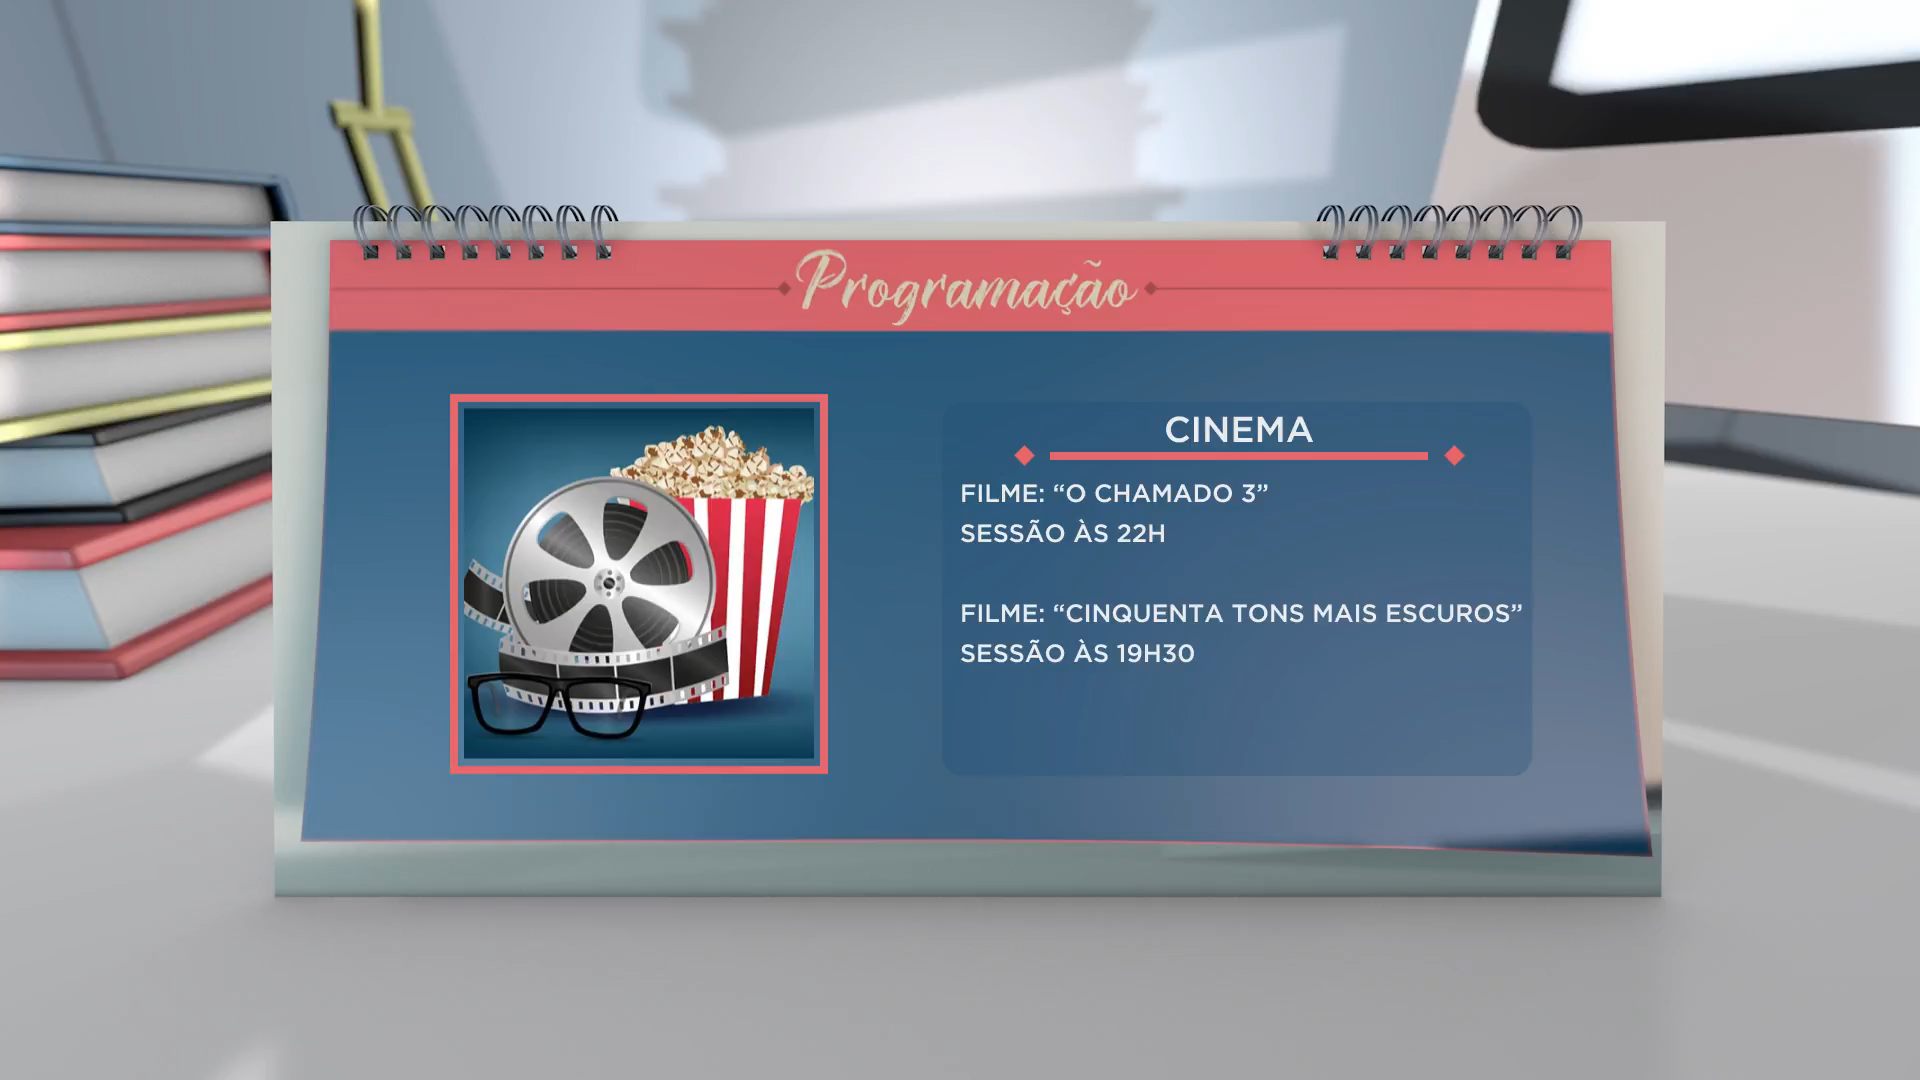 Programação
CINEMA
FILME: “O CHAMADO 3”
SESSÃO ÀS 22H
FILME: “CINQUENTA TONS MAIS ESCUROS”
SESSÃO ÀS 19H30